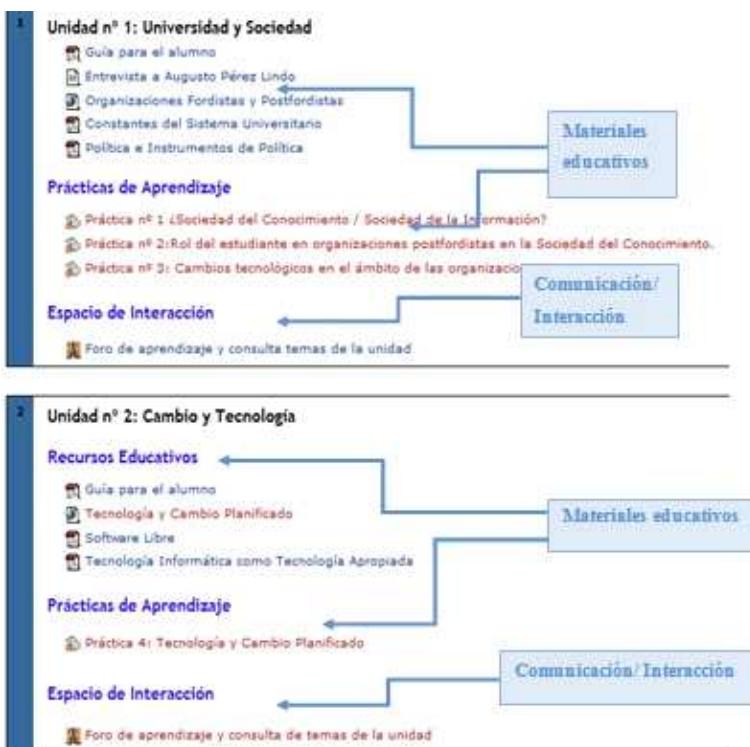 1
Unidad nº 1: Universidad y Sociedad
Guía para el alumno
Entrevista a Augusto Pérez Lindo
Organizaciones Fordistas y Postfordistas
Constantes del Sistema Universitario
Política e Instrumentos de Política
Materiales
educativos
Prácticas de Aprendizaje
Práctica nº 1 ¿Sociedad del Conocimiento / Sociedad de la Información?
Práctica nº 2:Rol del estudiante en organizaciones postfordistas en la Sociedad del Conocimiento.
Práctica nº 3: Cambios tecnológicos en el ámbito de las organizacio
Comunicación/
Interacción
Espacio de Interacción
Foro de aprendizaje y consulta temas de la unidad
2
Unidad nº 2: Cambio y Tecnología
Recursos Educativos
Guía para el alumno
Tecnología y Cambio Planificado
Software Libre
Tecnología Informática como Tecnología Apropiada
Materiales educativos
Prácticas de Aprendizaje
Práctica 4: Tecnología y Cambio Planificado
Comunicación/ Interacción
Espacio de Interacción
Foro de aprendizaje y consulta de temas de la unidad